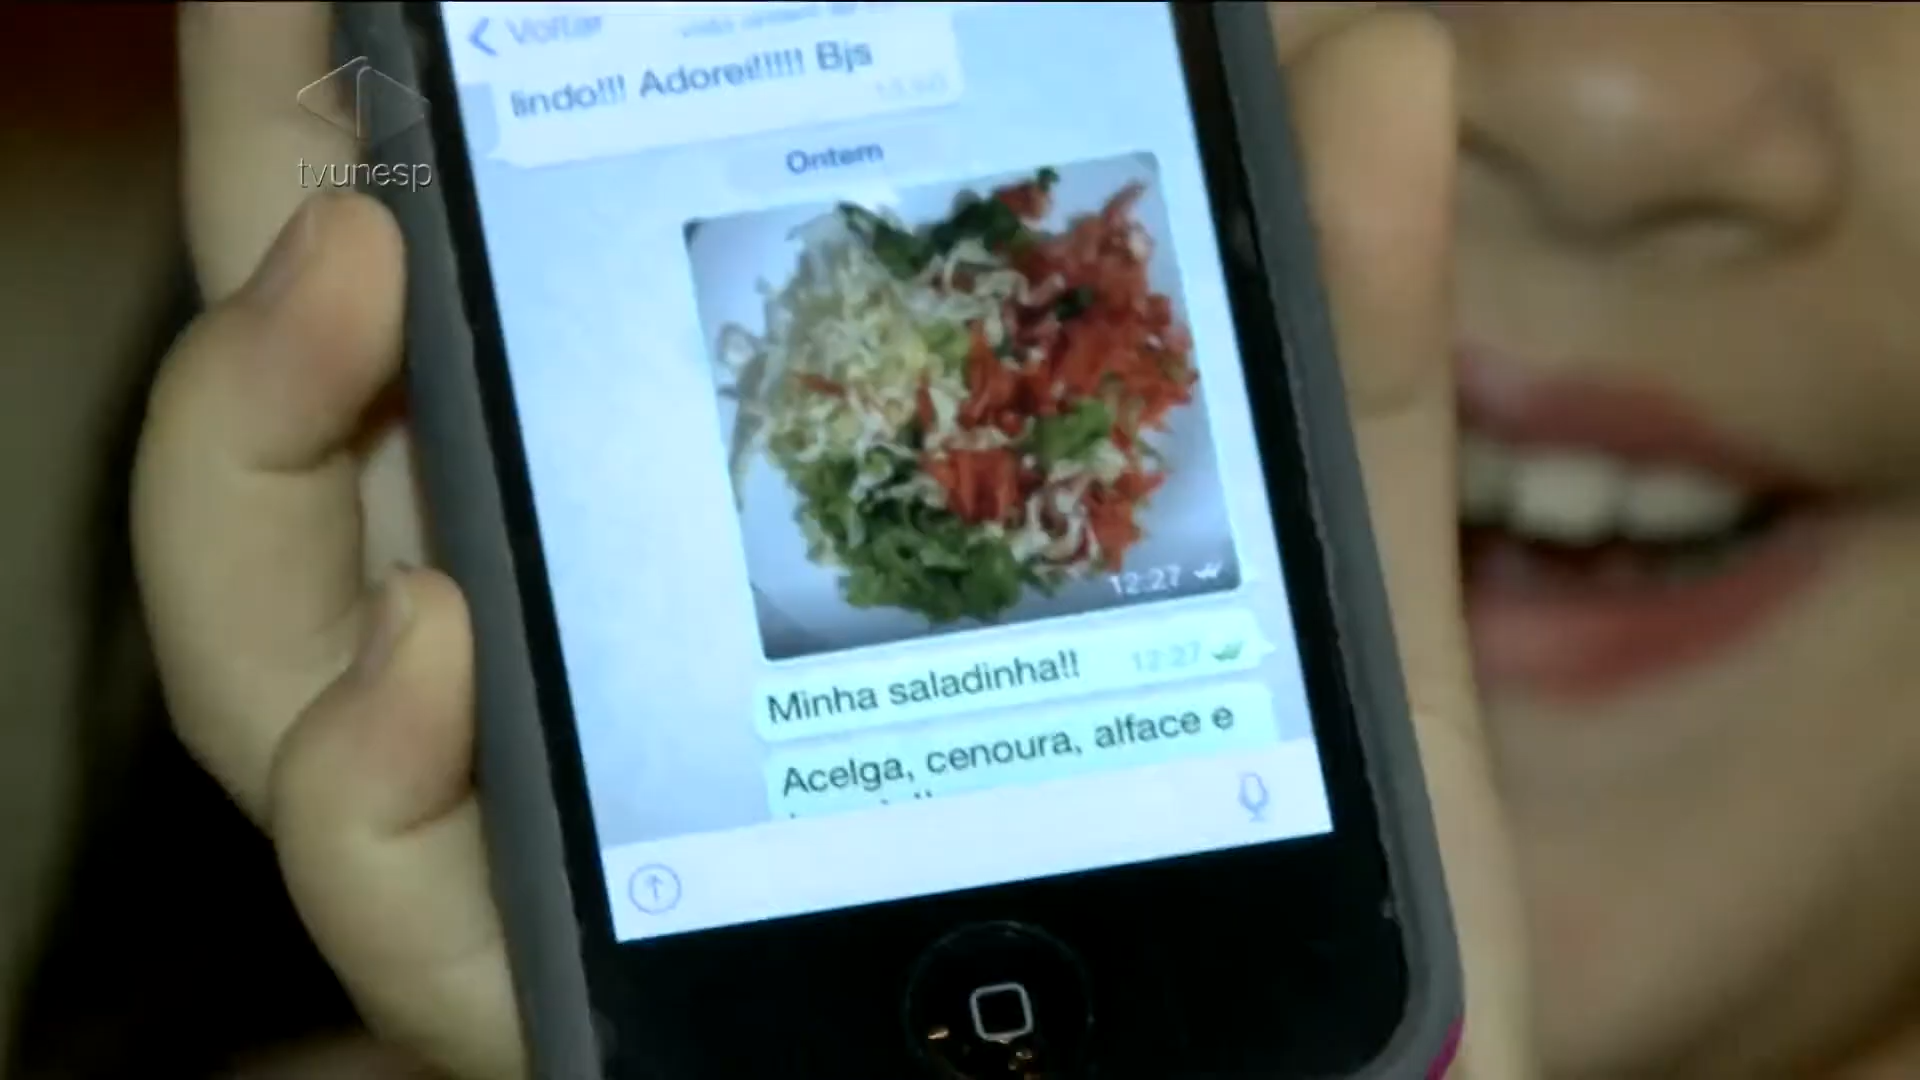 Voltar
lindo!!! Adorei!!!!! Bjs
tvunesp
Ontem
12:27
Minha saladinha!! 12:27
Acelga, cenoura, alface e